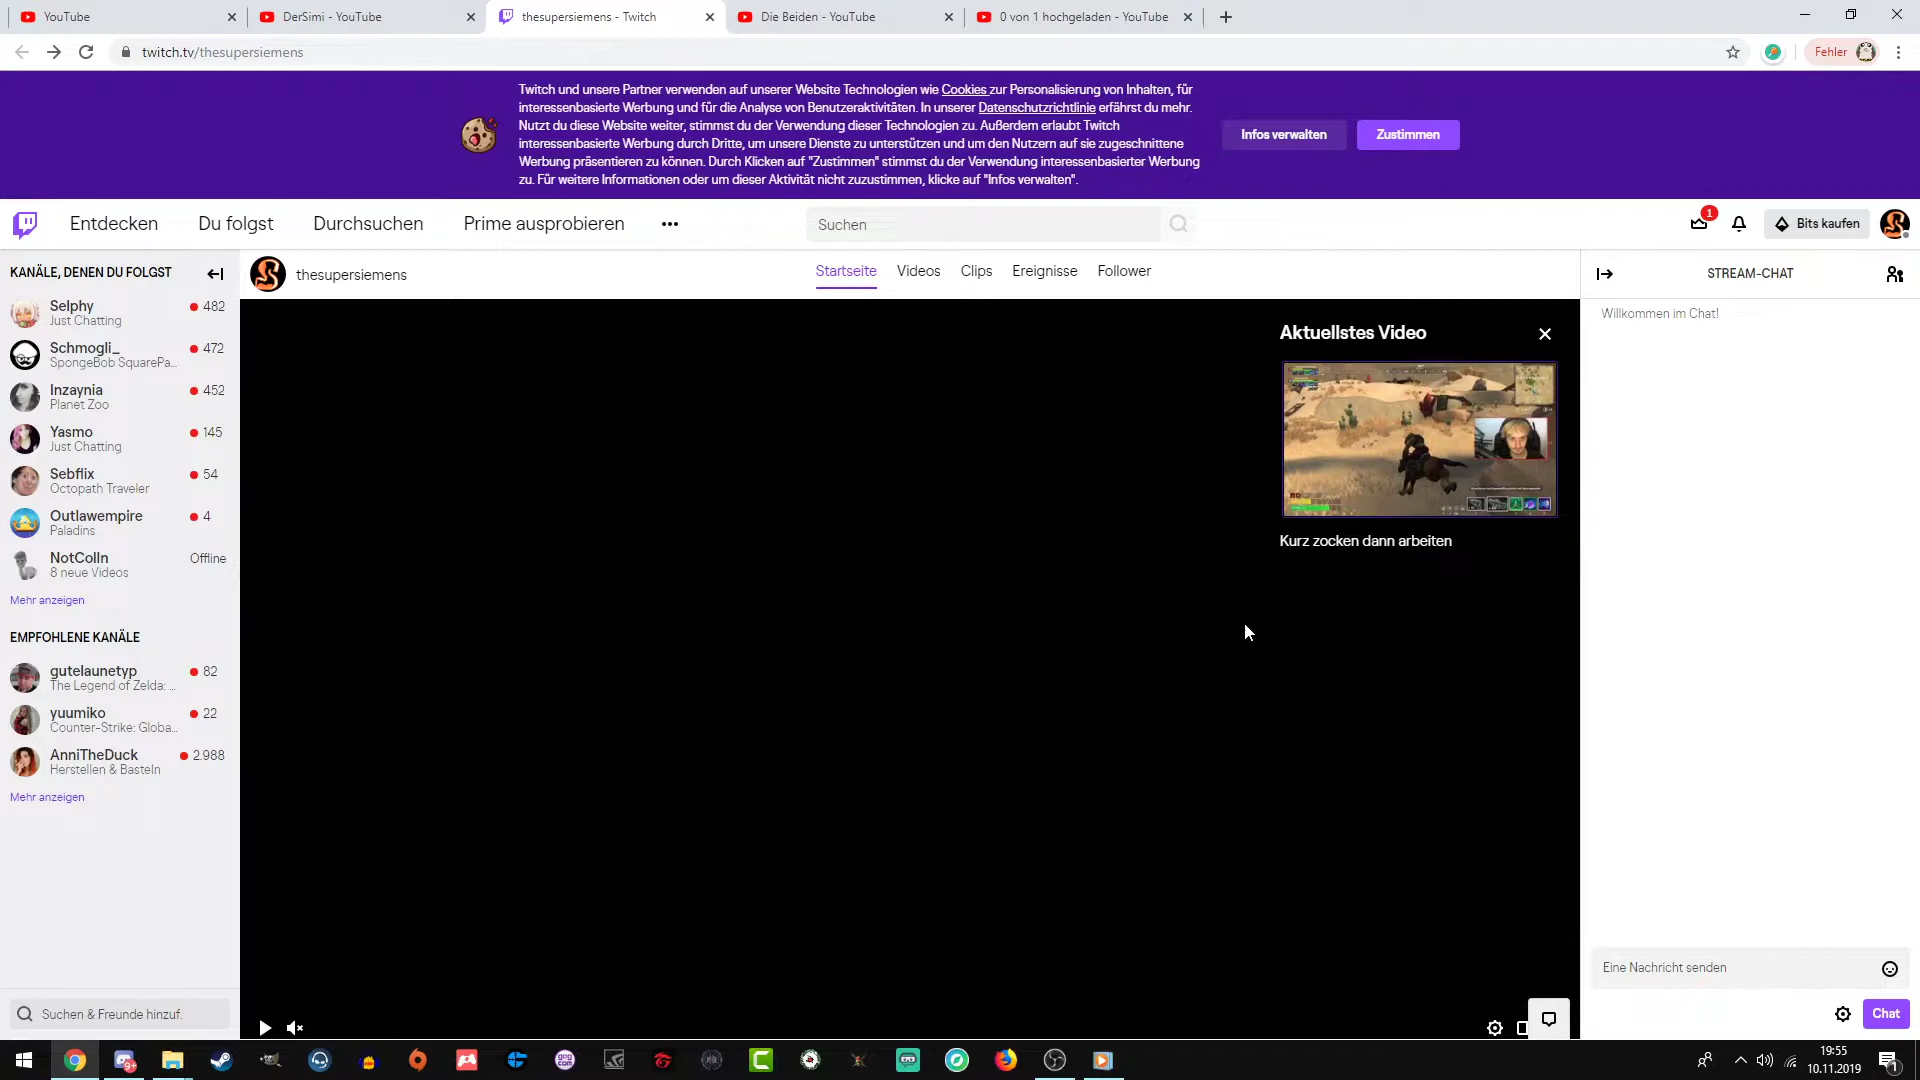 YouTube
DerSimi - YouTube
thesupersiemens - Twitch
Die Beiden - YouTube
0 von 1 hochgeladen - YouTube
twitch.tv/thesupersiemens
Fehler
Twitch und unsere Partner verwenden auf unserer Website Technologien wie Cookies zur Personalisierung von Inhalten, für
interessenbasierte Werbung und für die Analyse von Benutzeraktivitäten. In unserer Datenschutzrichtlinie erfährst du mehr.
Nutzt du diese Website weiter, stimmst du der Verwendung dieser Technologien zu. Außerdem erlaubt Twitch
interessenbasierte Werbung durch Dritte, um unsere Dienste zu unterstützen und um den Nutzern auf sie zugeschnittene
Werbung präsentieren zu können. Durch Klicken auf "Zustimmen" stimmst du der Verwendung interessenbasierter Werbung
zu. Für weitere Informationen oder um dieser Aktivität nicht zuzustimmen, klicke auf "Infos verwalten".
Infos verwalten
Zustimmen
Entdecken
Du folgst
Durchsuchen
Prime ausprobieren
Suchen
1
Bits kaufen
KANÄLE, DENEN DU FOLGST
Selphy
482
Just Chatting
Schmogli_
472
SpongeBob SquarePa...
Inzaynia
452
Planet Zoo
Yasmo
145
Just Chatting
Sebflix
54
Octopath Traveler
Outlawempire
4
Paladins
NotColln
Offline
8 neue Videos
Mehr anzeigen
EMPFOHLENE KANÄLE
gutelaunetyp
82
The Legend of Zelda: ...
yuumiko
22
Counter-Strike: Globa...
AnniTheDuck
2.988
Herstellen & Basteln
Mehr anzeigen
Suchen & Freunde hinzuf.
thesupersiemens
Startseite
Videos
Clips
Ereignisse
Follower
Aktuellstes Video
Kurz zocken dann arbeiten
STREAM-CHAT
Willkommen im Chat!
Eine Nachricht senden
Chat
9+
19:55
10.11.2019
1